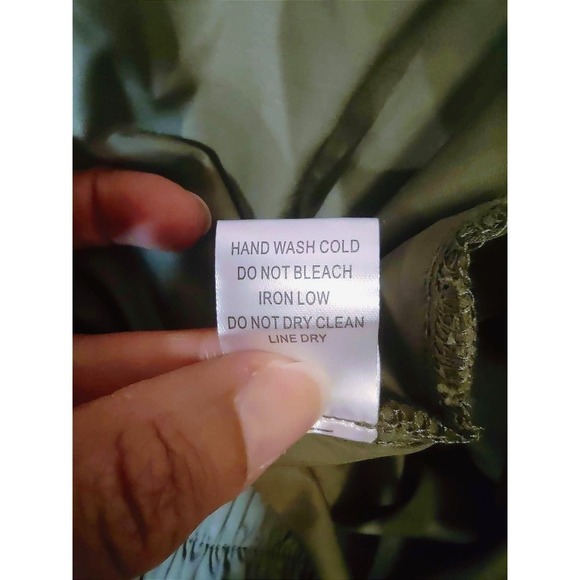 HAND WASH COLD
DO NOT BLEACH
IRON LOW
DO NOT DRY CLEAN
LINE DRY